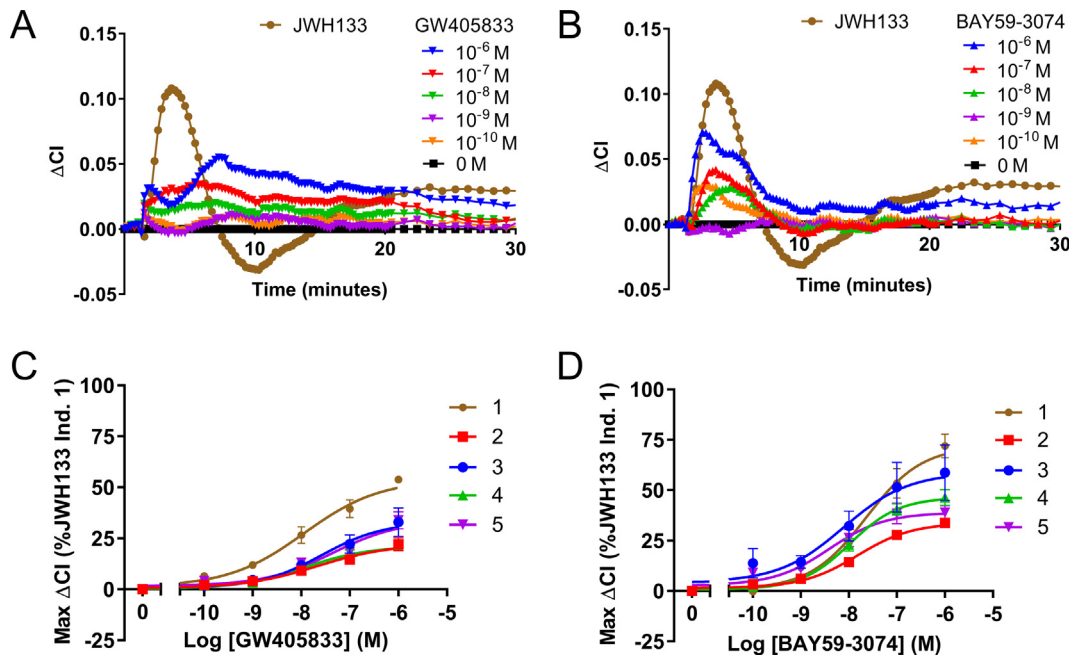 A
JWH133 GW405833
10⁻⁶ M
10⁻⁷ M
10⁻⁸ M
10⁻⁹ M
10⁻¹⁰ M
0 M
0.15
0.10
0.05
0.00
-0.05
ΔCI
10 20 30
Time (minutes)
B
JWH133 BAY59-3074
10⁻⁶ M
10⁻⁷ M
10⁻⁸ M
10⁻⁹ M
10⁻¹⁰ M
0 M
0.15
0.10
0.05
0.00
-0.05
ΔCI
10 20 30
Time (minutes)
C
Max ΔCI (%JWH133 Ind. 1)
100
75
50
25
0
-25
1
2
3
4
5
0 -10 -9 -8 -7 -6 -5
Log [GW405833] (M)
D
Max ΔCI (%JWH133 Ind. 1)
100
75
50
25
0
-25
1
2
3
4
5
0 -10 -9 -8 -7 -6 -5
Log [BAY59-3074] (M)